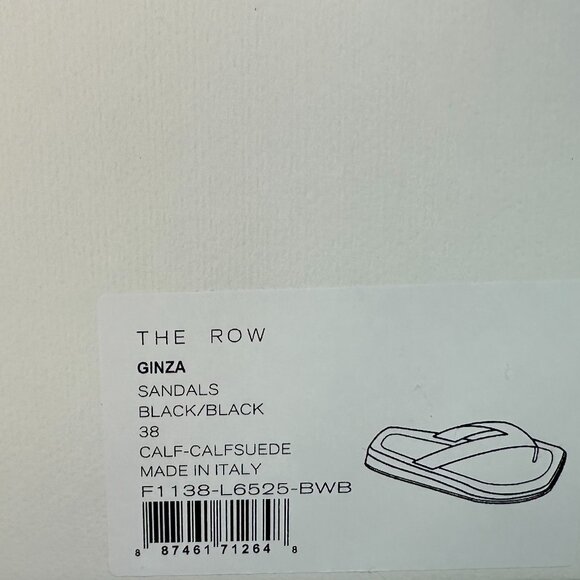 THE ROW
GINZA
SANDALS
BLACK/BLACK
38
CALF-CALFSUEDE
MADE IN ITALY
F1138-L6525-BWB
8 87461 71264 8